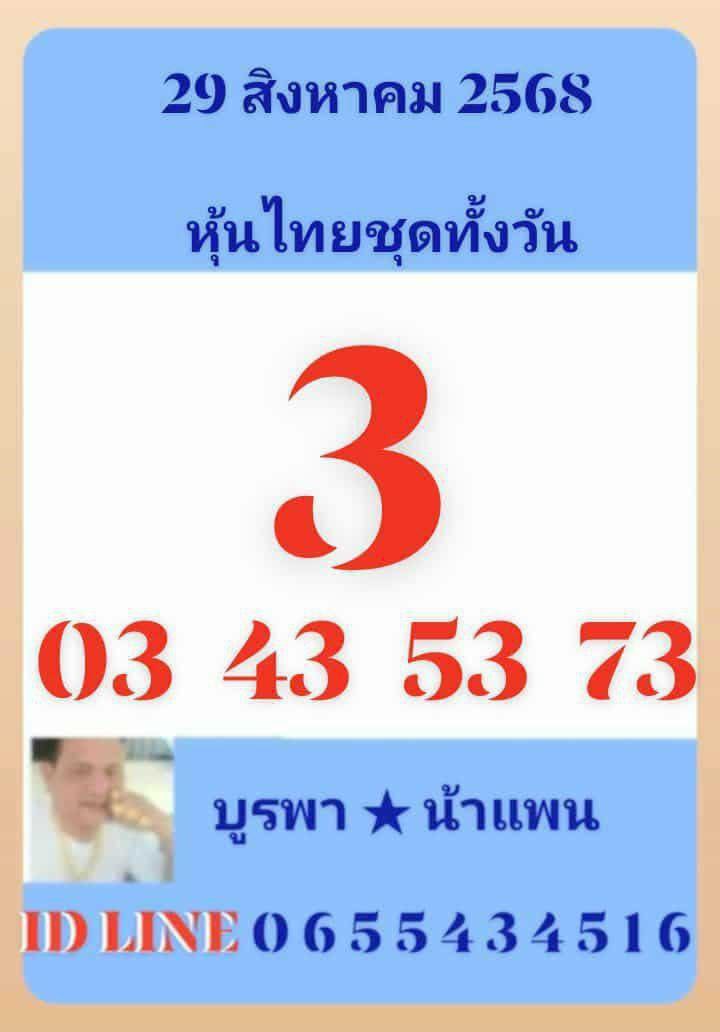 29 สิงหาคม 2568
หุ้นไทยชุดทั้งวัน
3
03 43 53 73
บูรพา ★ น้าแพน
ID LINE 0655434516